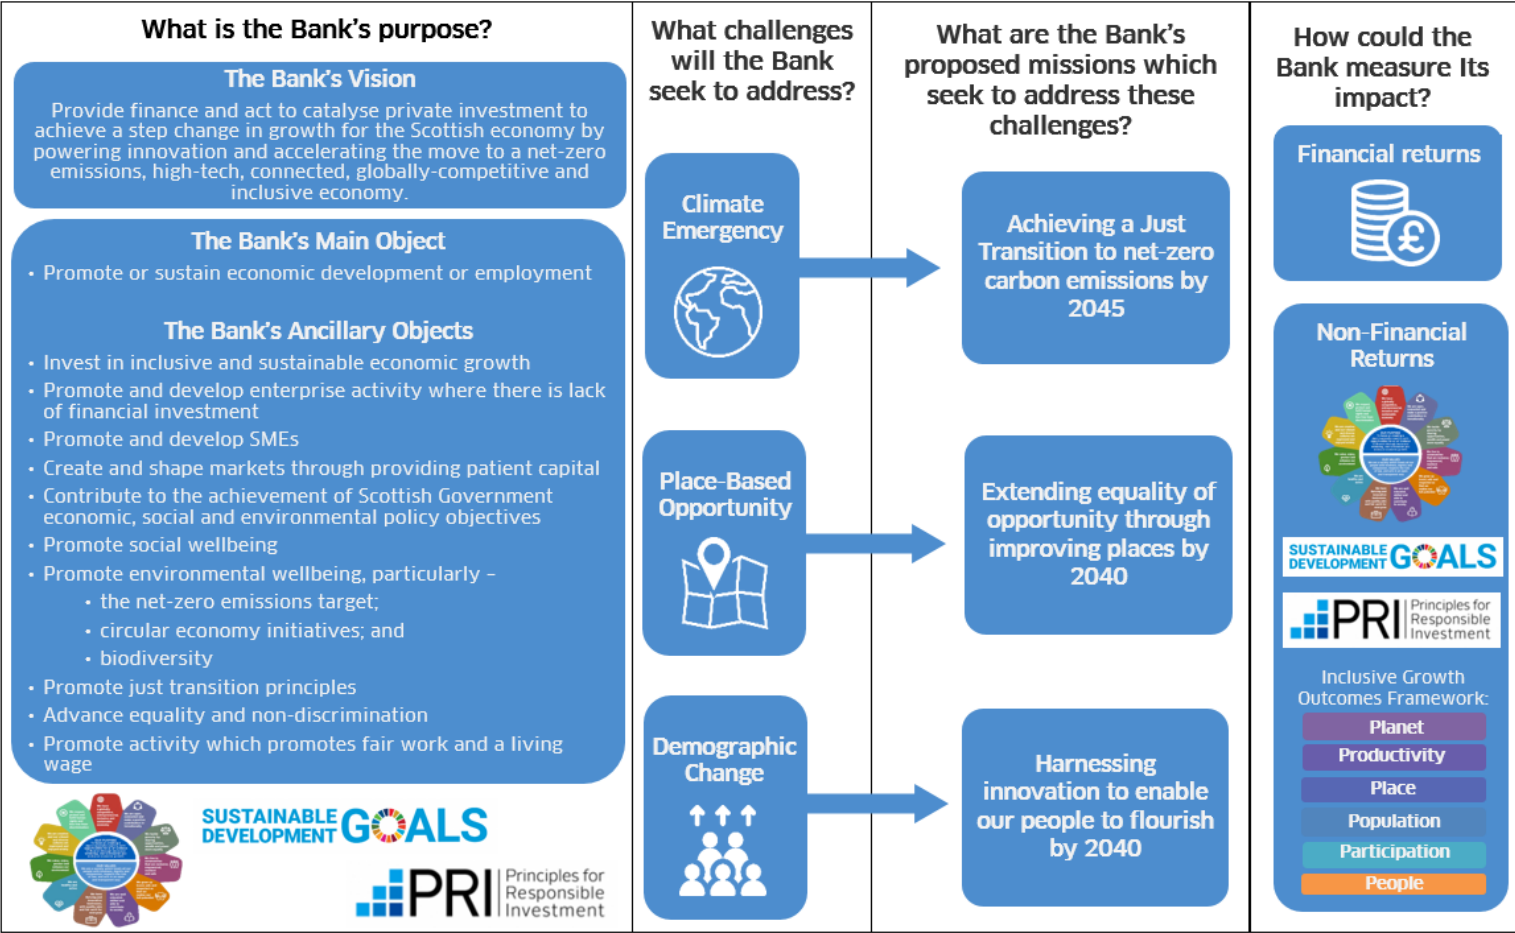 What is the Bank's purpose?
The Bank's Vision
Provide finance and act to catalyse private investment to
achieve a step change in growth for the Scottish economy by
powering innovation and accelerating the move to a net-zero
emissions, high-tech, connected, globally-competitive and
inclusive economy.
The Bank's Main Object
• Promote or sustain economic development or employment
The Bank's Ancillary Objects
• Invest in inclusive and sustainable economic growth
• Promote and develop enterprise activity where there is lack
of financial investment
• Promote and develop SMEs
• Create and shape markets through providing patient capital
• Contribute to the achievement of Scottish Government
economic, social and environmental policy objectives
• Promote social wellbeing
• Promote environmental wellbeing, particularly –
• the net-zero emissions target;
• circular economy initiatives; and
• biodiversity
• Promote just transition principles
• Advance equality and non-discrimination
• Promote activity which promotes fair work and a living
wage
SUSTAINABLE
DEVELOPMENT GOALS
PRI Principles for
Responsible
Investment
What challenges
will the Bank
seek to address?
Climate
Emergency
Place-Based
Opportunity
Demographic
Change
What are the Bank's
proposed missions which
seek to address these
challenges?
Achieving a Just
Transition to net-zero
carbon emissions by
2045
Extending equality of
opportunity through
improving places by
2040
Harnessing
innovation to enable
our people to flourish
by 2040
How could the
Bank measure Its
impact?
Financial returns
£
Non-Financial
Returns
SUSTAINABLE
DEVELOPMENT GOALS
PRI Principles for
Responsible
Investment
Inclusive Growth
Outcomes Framework:
Planet
Productivity
Place
Population
Participation
People